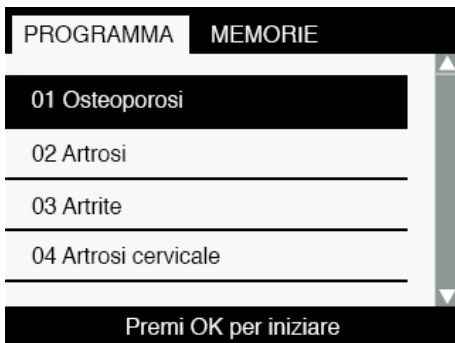 PROGRAMMA MEMORIE
01 Osteoporosi
02 Artrosi
03 Artrite
04 Artrosi cervicale
Premi OK per iniziare